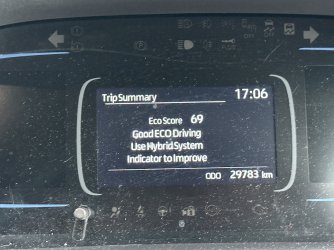 Trip Summary 17:06
Eco Score 69
Good ECO Driving
Use Hybrid System
Indicator to Improve
ODO 29783 km